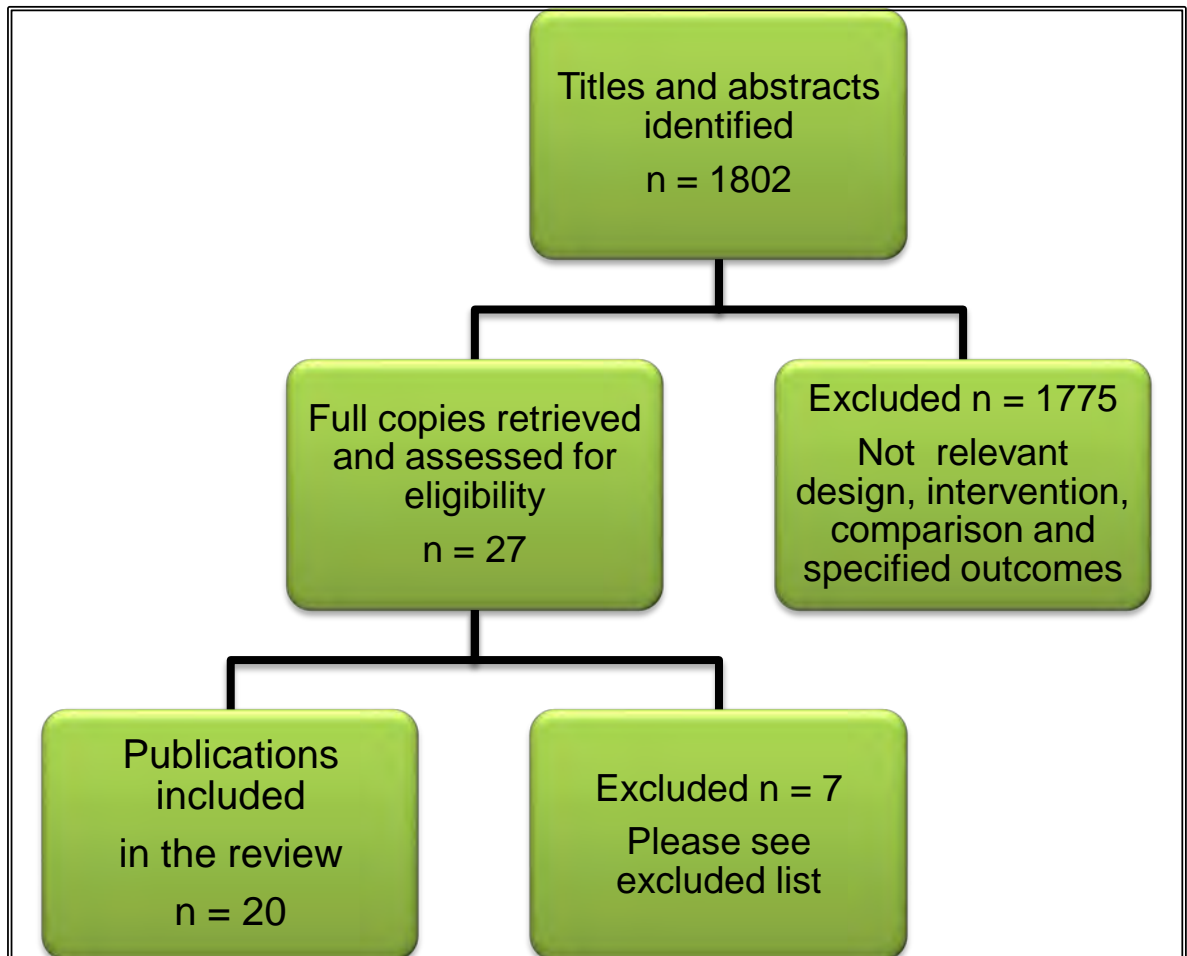 Titles and abstracts
identified
n = 1802
Full copies retrieved
and assessed for
eligibility
n = 27
Excluded n = 1775
Not relevant
design, intervention,
comparison and
specified outcomes
Publications
included
in the review
n = 20
Excluded n = 7
Please see
excluded list